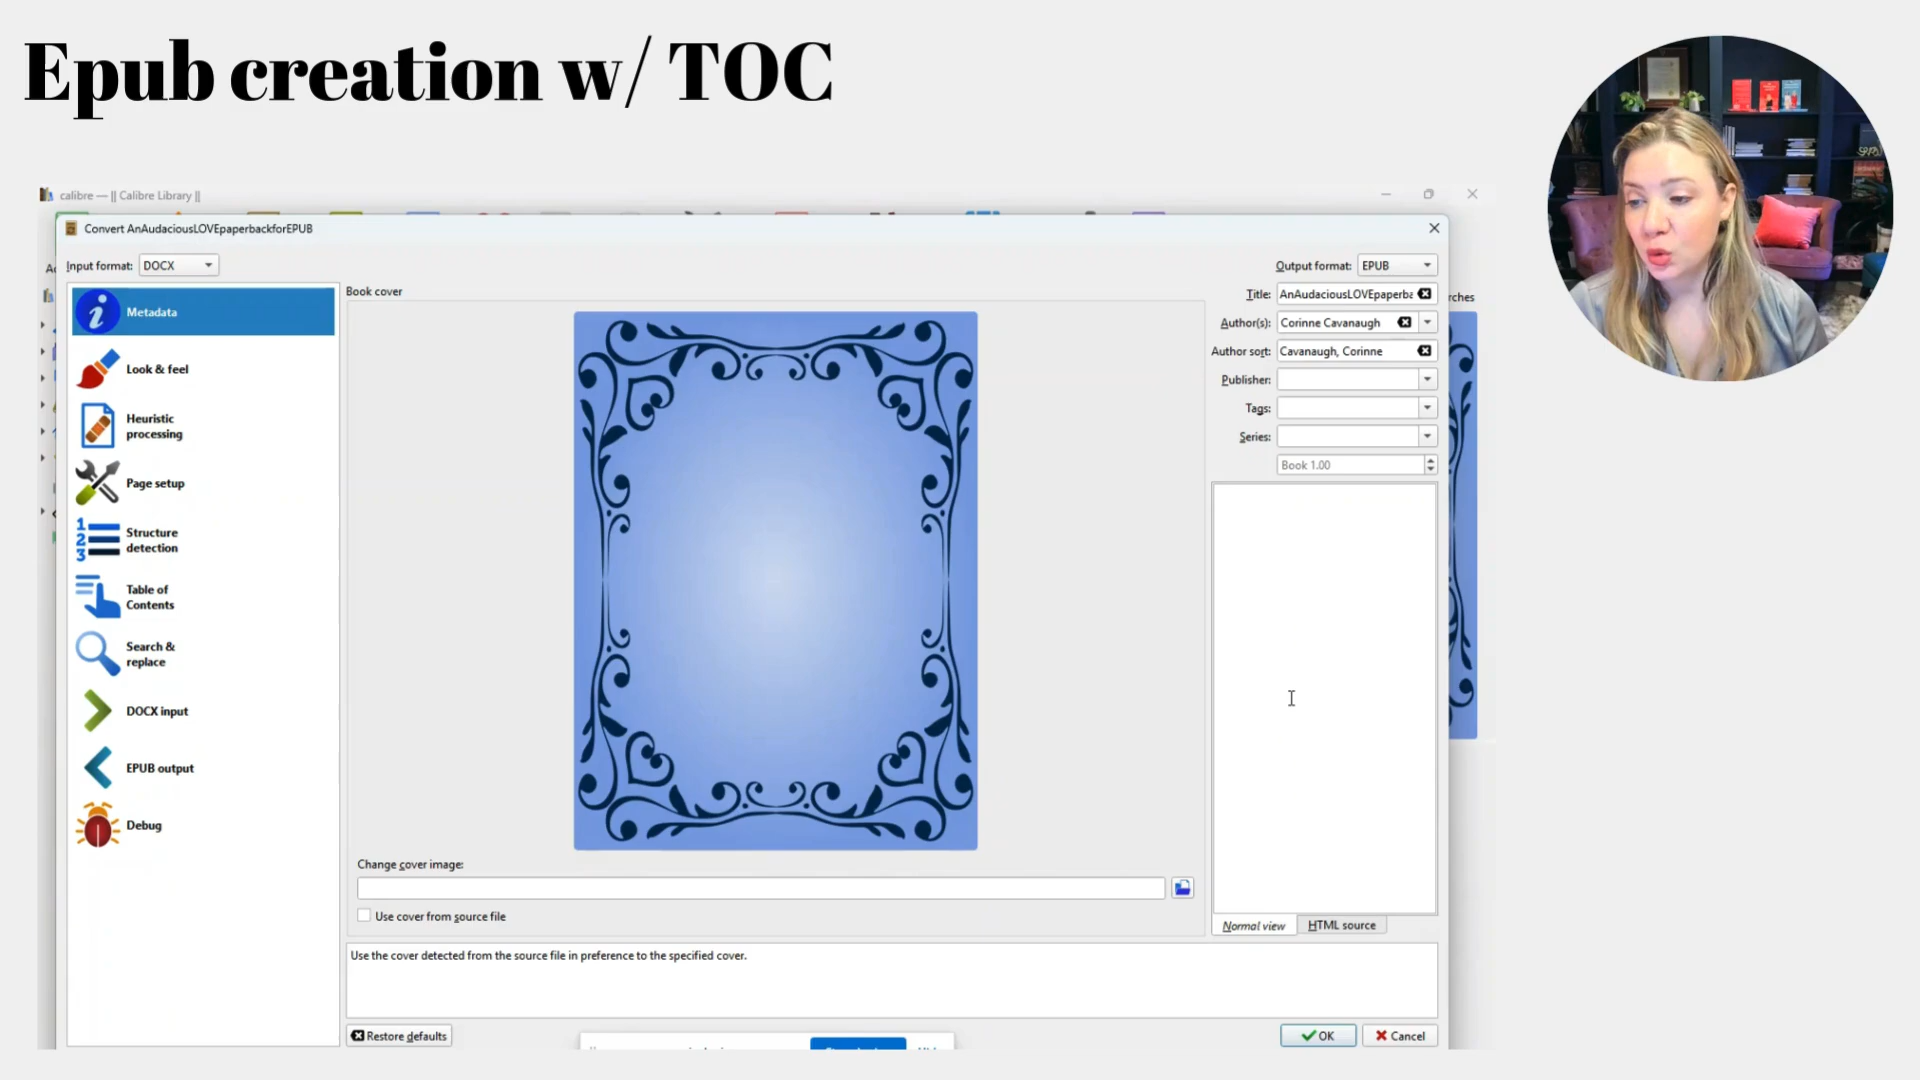 Epub creation w/ TOC
calibre — || Calibre Library ||
Convert AnAudaciousLOVEpaperbackforEPUB
Input format: DOCX
Output format: EPUB
Metadata
Look & feel
Heuristic
processing
Page setup
Structure
detection
Table of
Contents
Search &
replace
DOCX input
EPUB output
Debug
Book cover
Change cover image:
Use cover from source file
Title: AnAudaciousLOVEpaperba
Author(s): Corinne Cavanaugh
Author sort: Cavanaugh, Corinne
Publisher:
Tags:
Series:
Book 1.00
rches
Normal view
HTML source
Use the cover detected from the source file in preference to the specified cover.
Restore defaults
OK
Cancel